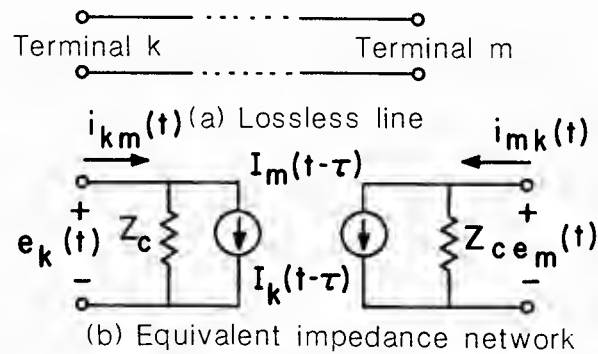 Terminal k Terminal m
(a) Lossless line
i_km(t) i_mk(t)
I_m(t-τ)
+ +
e_k(t) Z_c Z_c e_m(t)
I_k(t-τ)
− −
(b) Equivalent impedance network